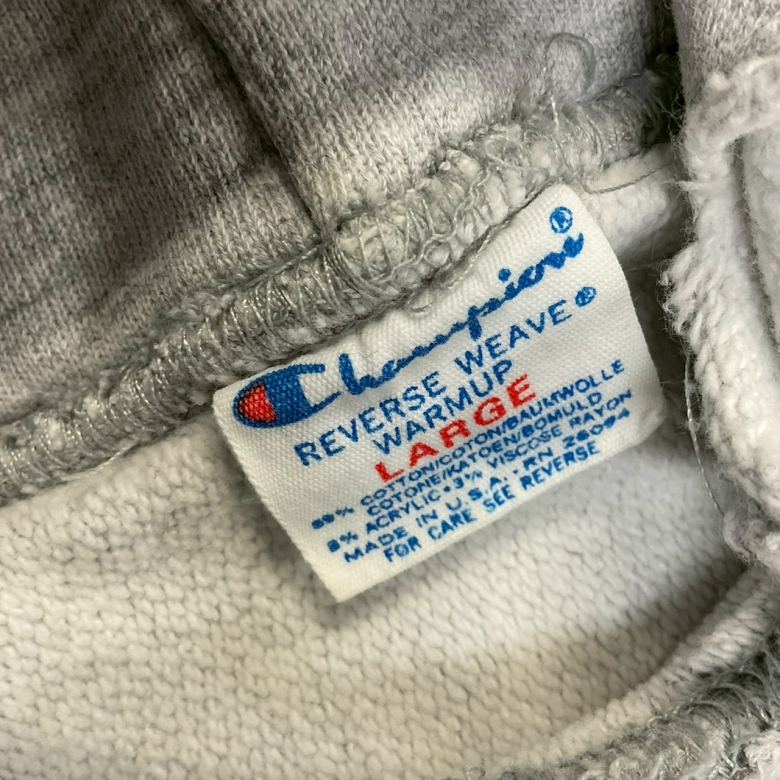 Champion®
REVERSE WEAVE®
WARMUP
LARGE
89% COTTON/COTON/BAUMWOLLE
COTONE/KATOEN/BOMULD
8% ACRYLIC·3% VISCOSE RAYON
MADE IN U.S.A.·RN 26094
FOR CARE SEE REVERSE